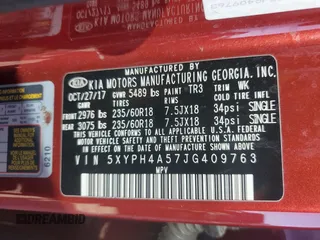 MANUFACTURED BY
KIA KIA MOTORS MANUFACTURING GEORGIA, INC.
OCT/27/17 GVWR 5489 lbs PAINT TR3 TRIM WK
GAWR TIRE RIM COLD
FRONT 2976 lbs 235/60R18 7.5JX18 34psi SINGLE
REAR 3075 lbs 235/60R18 7.5JX18 34psi SINGLE
THIS VEHICLE CONFORMS TO ALL APPLICABLE
FEDERAL MOTOR VEHICLE SAFETY AND
THEFT PREVENTION STANDARDS IN EFFECT ON
THE DATE OF MANUFACTURE SHOWN ABOVE.
VIN 5XYPH4A57JG409763
MPV
6210
DREAMBID